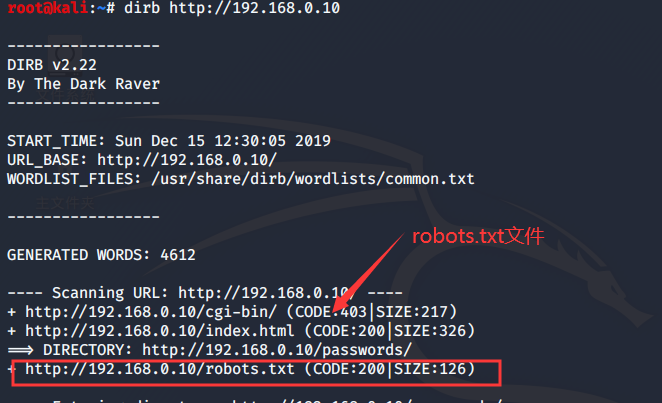 root@kali:~# dirb http://192.168.0.10
-----------------
DIRB v2.22
By The Dark Raver
-----------------
START_TIME: Sun Dec 15 12:30:05 2019
URL_BASE: http://192.168.0.10/
WORDLIST_FILES: /usr/share/dirb/wordlists/common.txt
-----------------
GENERATED WORDS: 4612
robots.txt文件
---- Scanning URL: http://192.168.0.10/ ----
+ http://192.168.0.10/cgi-bin/ (CODE:403|SIZE:217)
+ http://192.168.0.10/index.html (CODE:200|SIZE:326)
==> DIRECTORY: http://192.168.0.10/passwords/
+ http://192.168.0.10/robots.txt (CODE:200|SIZE:126)